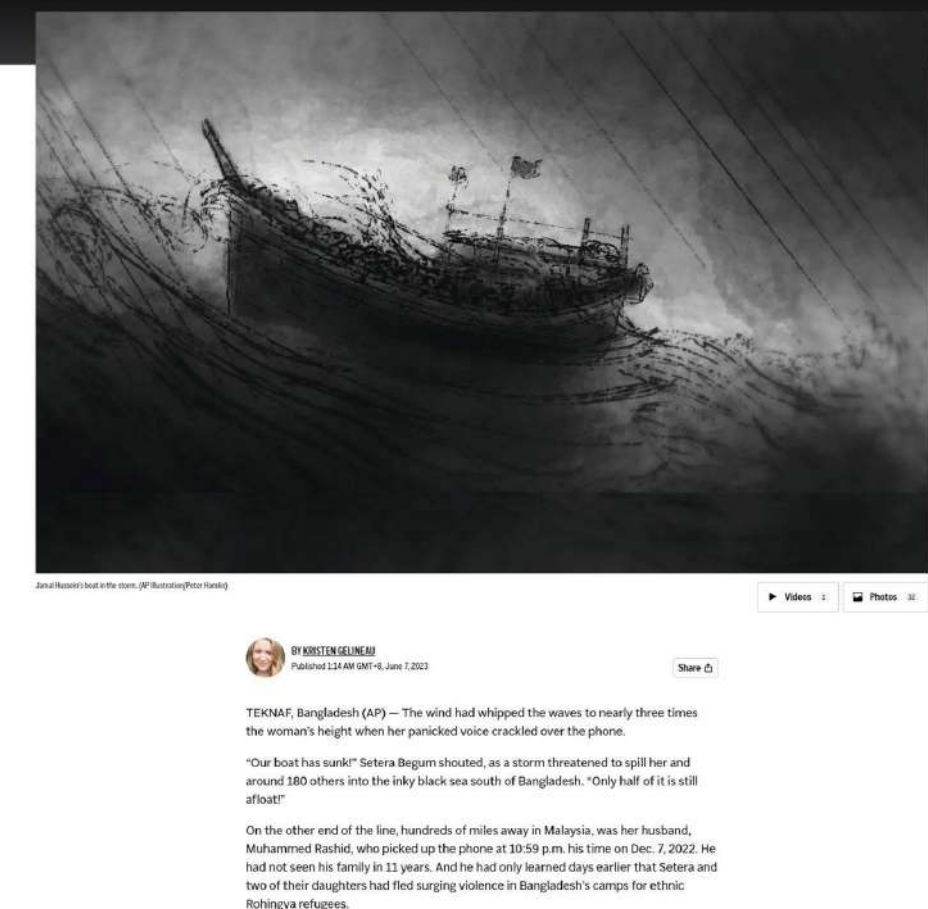 Jamal Hussein's boat in the storm. (AP Illustration/Peter Hamlin)
Videos 1
Photos 32
BY KRISTEN GELINEAU
Published 1:14 AM GMT+8, June 7, 2023
Share
TEKNAF, Bangladesh (AP) — The wind had whipped the waves to nearly three times
the woman's height when her panicked voice crackled over the phone.
"Our boat has sunk!" Setera Begum shouted, as a storm threatened to spill her and
around 180 others into the inky black sea south of Bangladesh. "Only half of it is still
afloat!"
On the other end of the line, hundreds of miles away in Malaysia, was her husband,
Muhammed Rashid, who picked up the phone at 10:59 p.m. his time on Dec. 7, 2022. He
had not seen his family in 11 years. And he had only learned days earlier that Setera and
two of their daughters had fled surging violence in Bangladesh's camps for ethnic
Rohingya refugees.